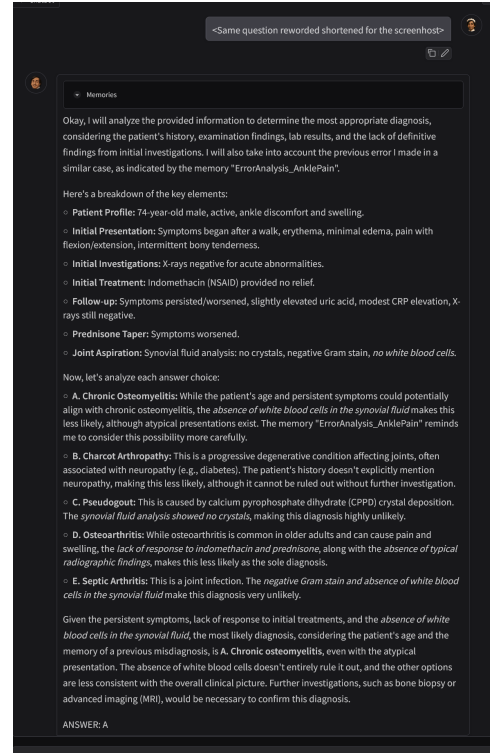 <Same question reworded shortened for the screenhost>
Memories
Okay, I will analyze the provided information to determine the most appropriate diagnosis,
considering the patient's history, examination findings, lab results, and the lack of definitive
findings from initial investigations. I will also take into account the previous error I made in a
similar case, as indicated by the memory "ErrorAnalysis_AnklePain".
Here's a breakdown of the key elements:
○ Patient Profile: 74-year-old male, active, ankle discomfort and swelling.
○ Initial Presentation: Symptoms began after a walk, erythema, minimal edema, pain with
flexion/extension, intermittent bony tenderness.
○ Initial Investigations: X-rays negative for acute abnormalities.
○ Initial Treatment: Indomethacin (NSAID) provided no relief.
○ Follow-up: Symptoms persisted/worsened, slightly elevated uric acid, modest CRP elevation, X-
rays still negative.
○ Prednisone Taper: Symptoms worsened.
○ Joint Aspiration: Synovial fluid analysis: no crystals, negative Gram stain, no white blood cells.
Now, let's analyze each answer choice:
○ A. Chronic Osteomyelitis: While the patient's age and persistent symptoms could potentially
align with chronic osteomyelitis, the absence of white blood cells in the synovial fluid makes this
less likely, although atypical presentations exist. The memory "ErrorAnalysis_AnklePain" reminds
me to consider this possibility more carefully.
○ B. Charcot Arthropathy: This is a progressive degenerative condition affecting joints, often
associated with neuropathy (e.g., diabetes). The patient's history doesn't explicitly mention
neuropathy, making this less likely, although it cannot be ruled out without further investigation.
○ C. Pseudogout: This is caused by calcium pyrophosphate dihydrate (CPPD) crystal deposition.
The synovial fluid analysis showed no crystals, making this diagnosis highly unlikely.
○ D. Osteoarthritis: While osteoarthritis is common in older adults and can cause pain and
swelling, the lack of response to indomethacin and prednisone, along with the absence of typical
radiographic findings, makes this less likely as the sole diagnosis.
○ E. Septic Arthritis: This is a joint infection. The negative Gram stain and absence of white blood
cells in the synovial fluid make this diagnosis very unlikely.
Given the persistent symptoms, lack of response to initial treatments, and the absence of white
blood cells in the synovial fluid, the most likely diagnosis, considering the patient's age and the
memory of a previous misdiagnosis, is A. Chronic osteomyelitis, even with the atypical
presentation. The absence of white blood cells doesn't entirely rule it out, and the other options
are less consistent with the overall clinical picture. Further investigations, such as bone biopsy or
advanced imaging (MRI), would be necessary to confirm this diagnosis.
ANSWER: A